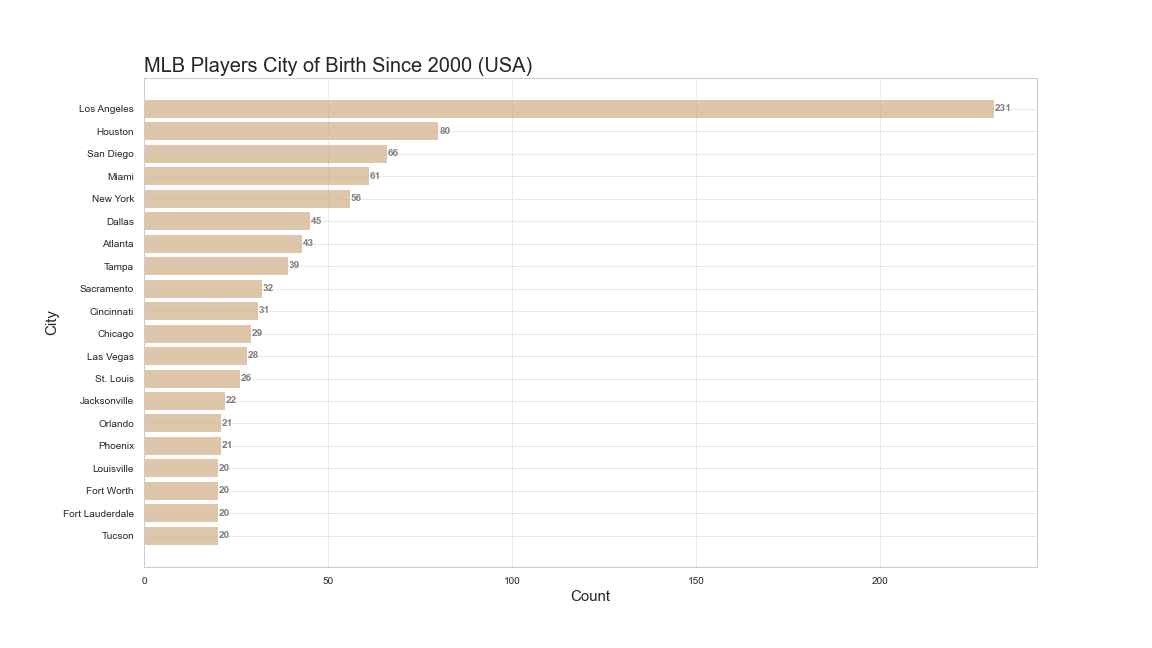 MLB Players City of Birth Since 2000 (USA)
Los Angeles 231
Houston 80
San Diego 66
Miami 61
New York 56
Dallas 45
Atlanta 43
Tampa 39
Sacramento 32
Cincinnati 31
Chicago 29
Las Vegas 28
St. Louis 26
Jacksonville 22
Orlando 21
Phoenix 21
Louisville 20
Fort Worth 20
Fort Lauderdale 20
Tucson 20
City
0 50 100 150 200
Count